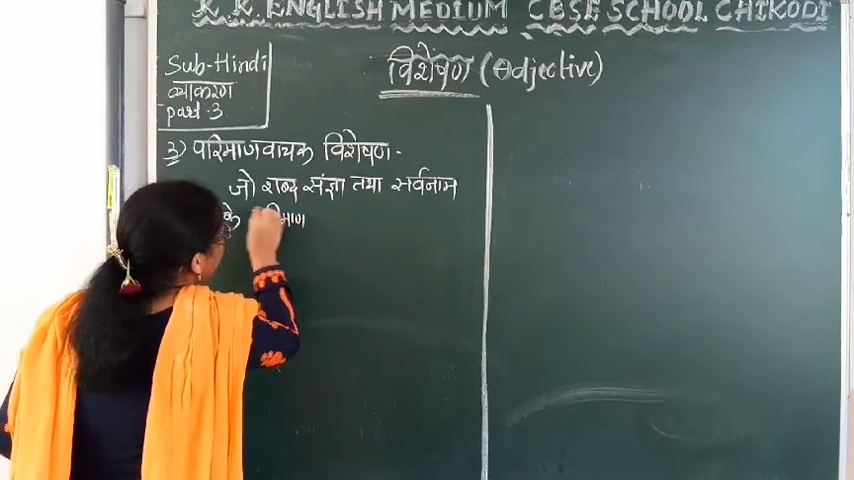 K K ENGLISH MEDIUM CBSE SCHOOL CHIKODI
Sub-Hindi
व्याकरण
part-3
विशेषण (Adjective)
3) परिमाणवाचक विशेषण-
जो शब्द संज्ञा तथा सर्वनाम
के